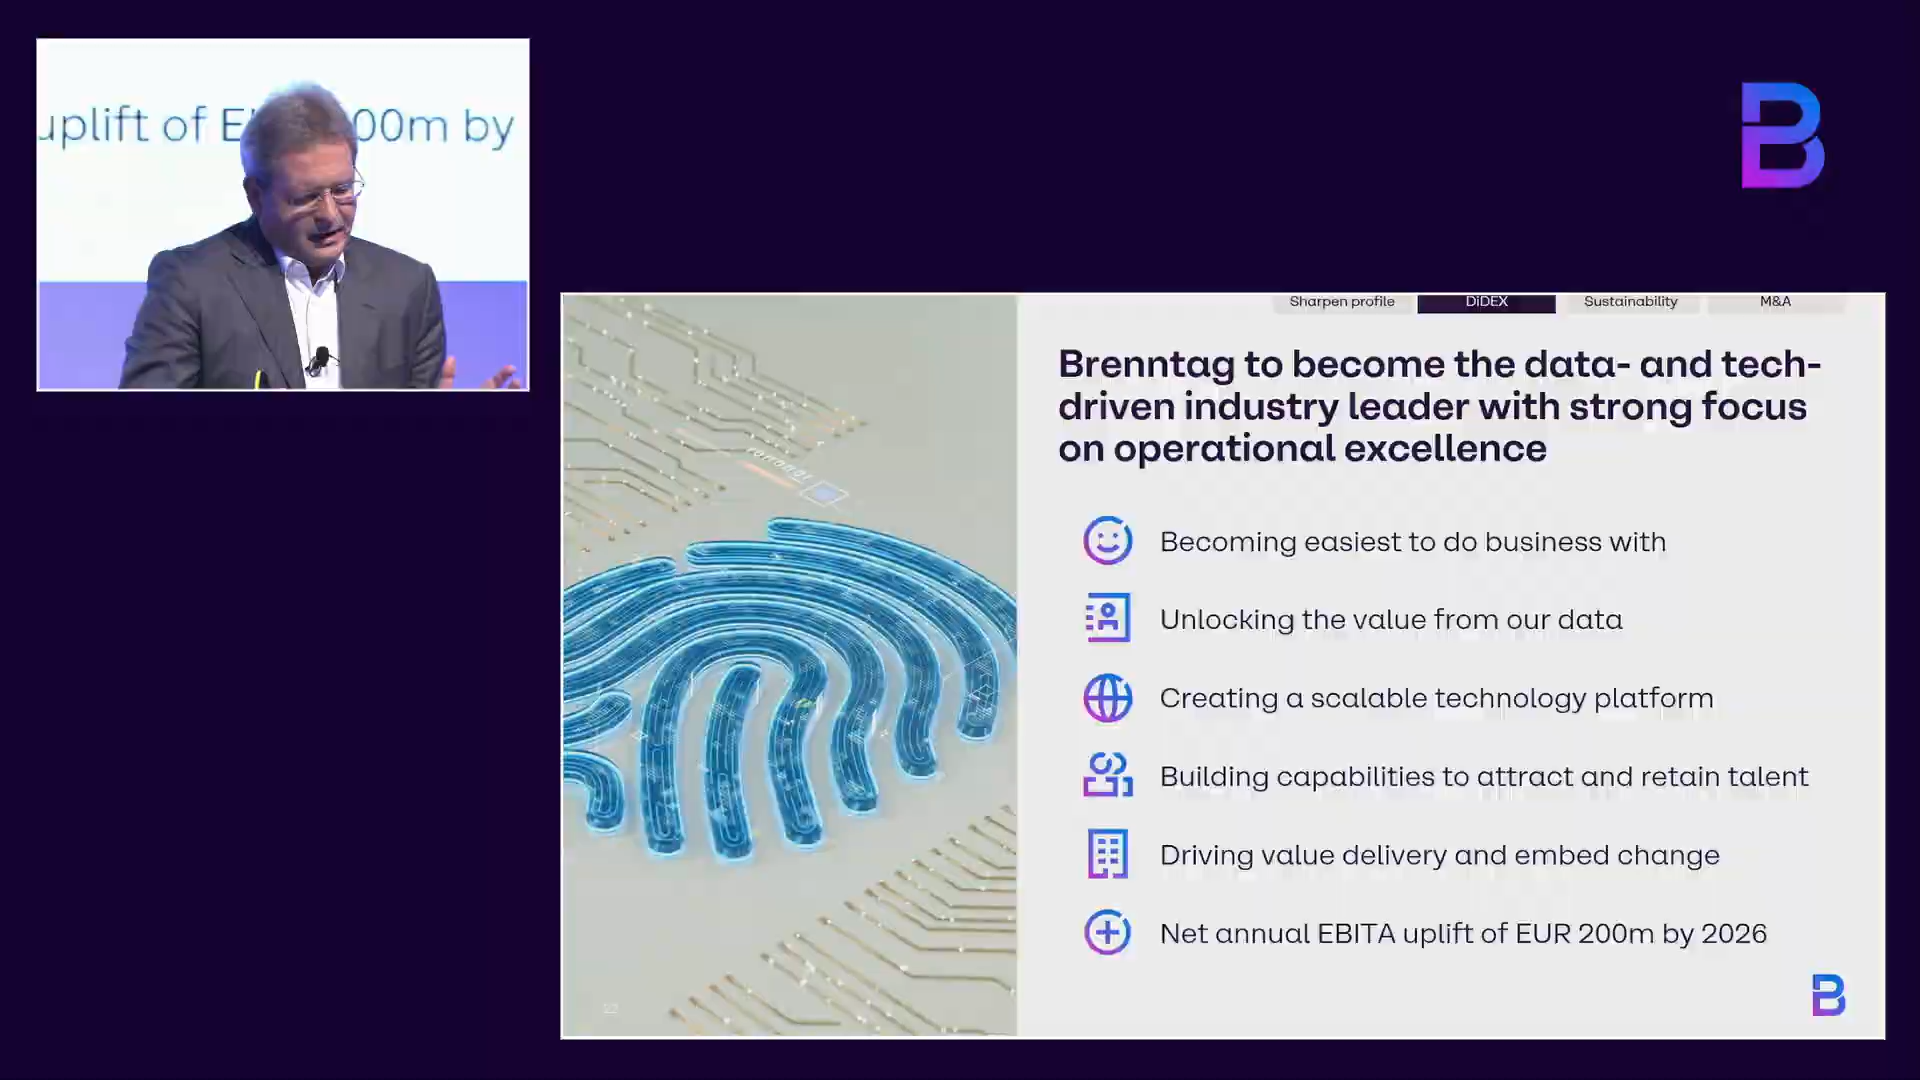 uplift of E 00m by
Sharpen profile
DiDEX
Sustainability
M&A
Brenntag to become the data- and tech-
driven industry leader with strong focus
on operational excellence
Becoming easiest to do business with
Unlocking the value from our data
Creating a scalable technology platform
Building capabilities to attract and retain talent
Driving value delivery and embed change
Net annual EBITA uplift of EUR 200m by 2026